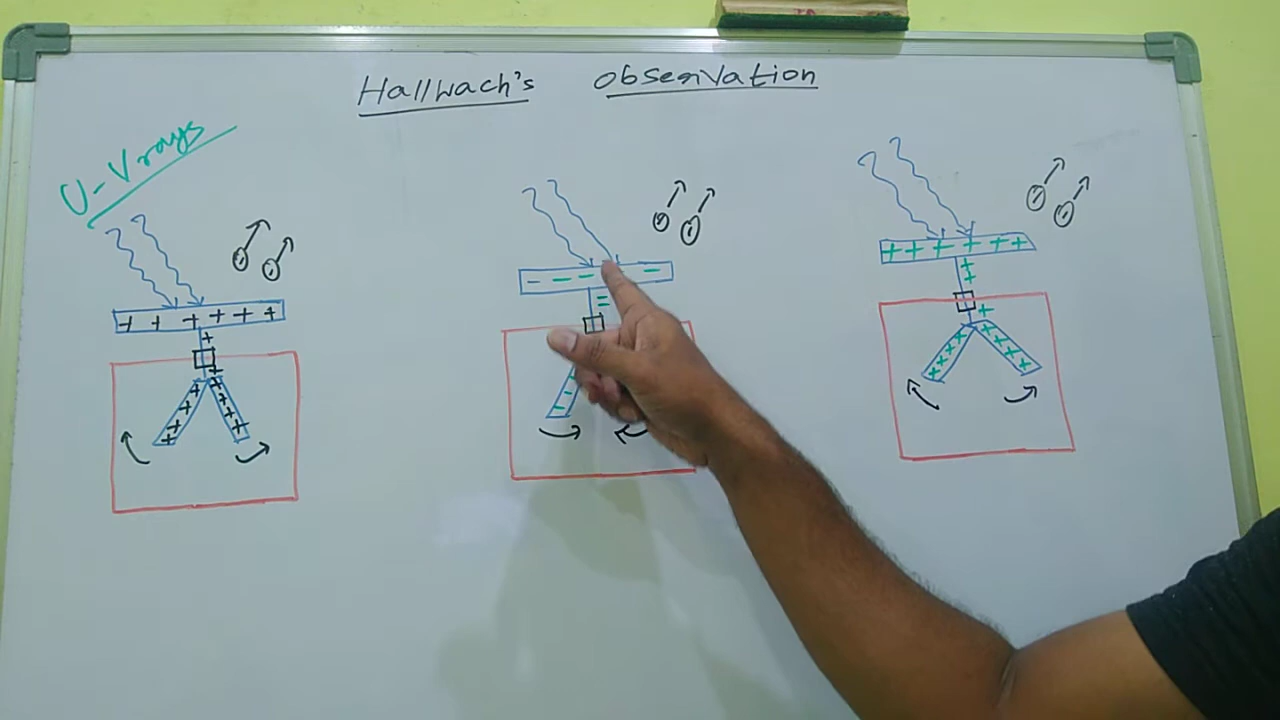 Hallwach's observation
U-V rays
+ + + + + +
+
+
+ + + +
+ + + + +
- - - -
=
- - -
+ + + + + +
+
+
+
+ + + + +
+ + + + +